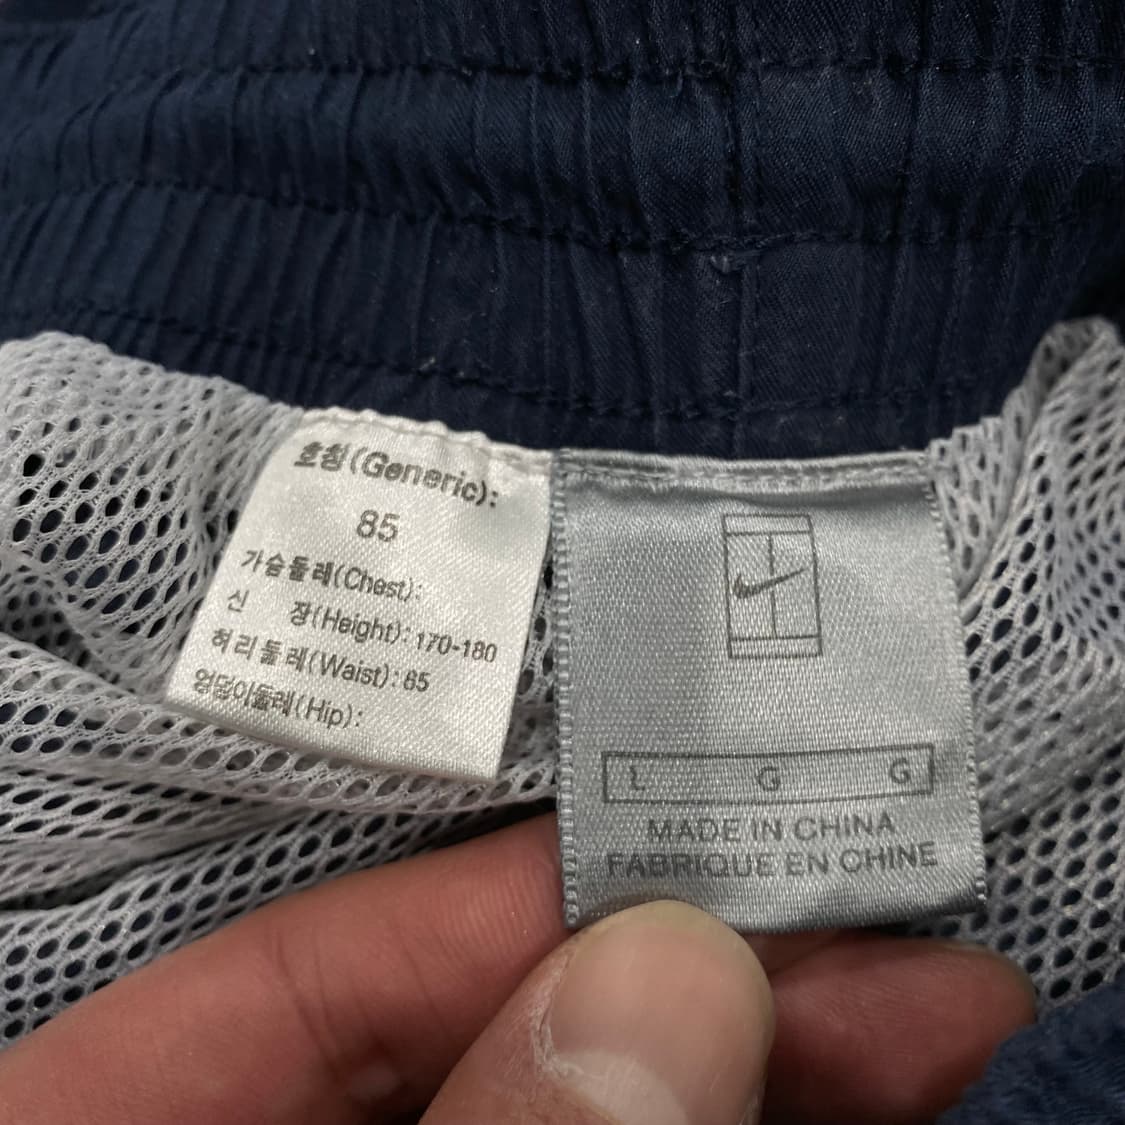 호칭(Generic):
85
가슴둘레(Chest):
신 장(Height): 170-180
허리둘레(Waist): 85
엉덩이둘레(Hip):
L G G
MADE IN CHINA
FABRIQUE EN CHINE